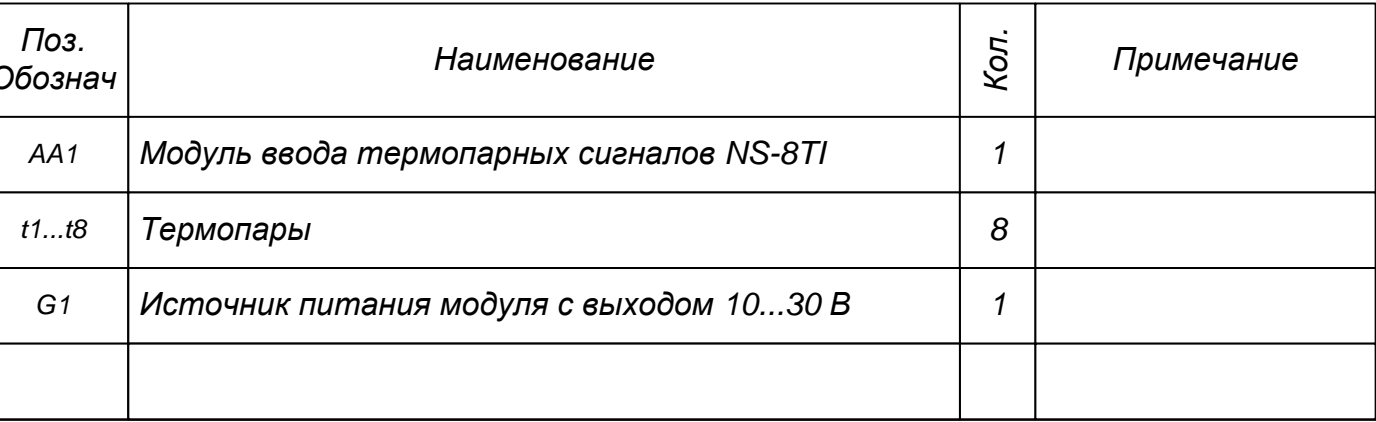 Поз.
Обознач
Наименование
Кол.
Примечание
AA1
Модуль ввода термопарных сигналов NS-8TI
1
t1...t8
Термопары
8
G1
Источник питания модуля с выходом 10...30 В
1